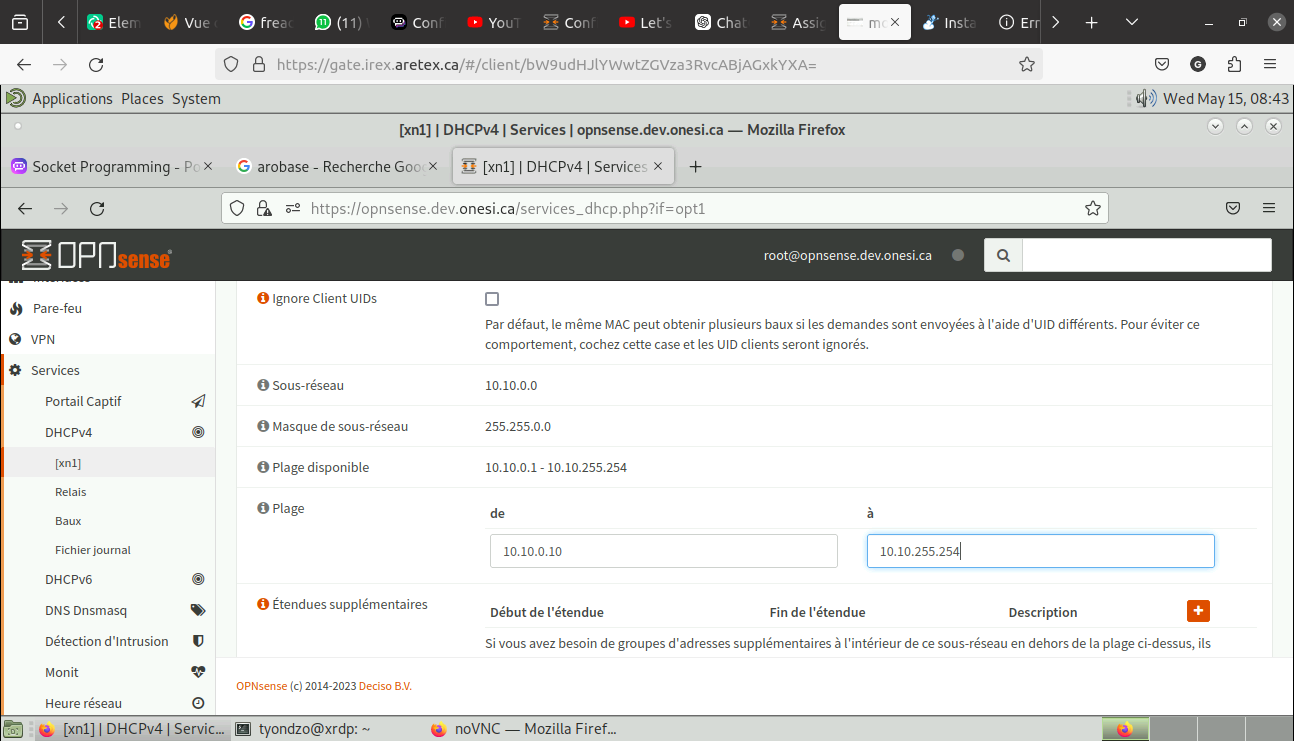 Elem
Vue
freac
(11)
Conf
YouT
Conf
Let's
Chat
Assig
mo
Insta
Err
https://gate.irex.aretex.ca/#/client/bW9udHJlYWwtZGVza3RvcABjAGxkYXA=
G
Applications Places System
Wed May 15, 08:43
[xn1] | DHCPv4 | Services | opnsense.dev.onesi.ca — Mozilla Firefox
Socket Programming - Po
arobase - Recherche Goo
[xn1] | DHCPv4 | Services
https://opnsense.dev.onesi.ca/services_dhcp.php?if=opt1
OPNsense
root@opnsense.dev.onesi.ca
Pare-feu
VPN
Services
Portail Captif
DHCPv4
[xn1]
Relais
Baux
Fichier journal
DHCPv6
DNS Dnsmasq
Détection d'Intrusion
Monit
Heure réseau
Ignore Client UIDs
Par défaut, le même MAC peut obtenir plusieurs baux si les demandes sont envoyées à l'aide d'UID différents. Pour éviter ce
comportement, cochez cette case et les UID clients seront ignorés.
Sous-réseau 10.10.0.0
Masque de sous-réseau 255.255.0.0
Plage disponible 10.10.0.1 - 10.10.255.254
Plage
de à
10.10.0.10 10.10.255.254
Étendues supplémentaires
Début de l'étendue Fin de l'étendue Description
Si vous avez besoin de groupes d'adresses supplémentaires à l'intérieur de ce sous-réseau en dehors de la plage ci-dessus, ils
OPNsense (c) 2014-2023 Deciso B.V.
[xn1] | DHCPv4 | Servic...
tyondzo@xrdp: ~
noVNC — Mozilla Firef...